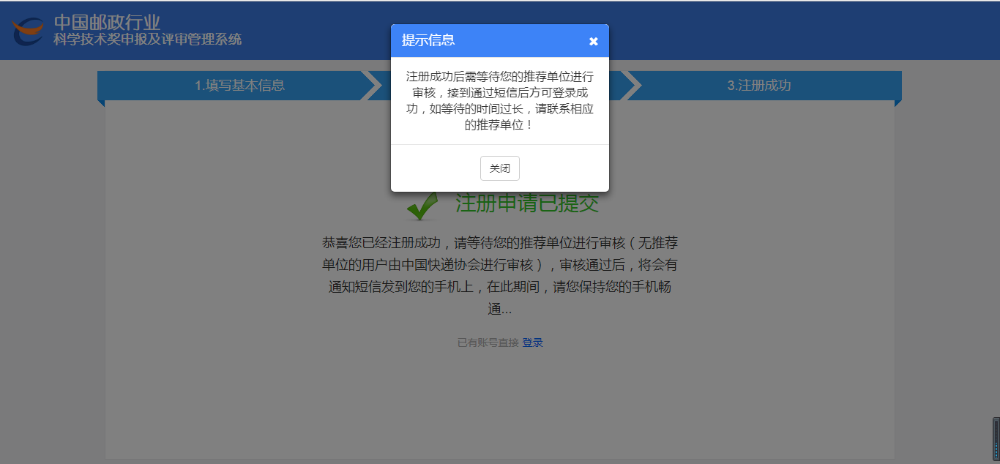 中国邮政行业
科学技术奖申报及评审管理系统
提示信息
1.填写基本信息
3.注册成功
注册成功后需等待您的推荐单位进行
审核，接到通过短信后方可登录成
功，如等待的时间过长，请联系相应
的推荐单位！
关闭
注册申请已提交
恭喜您已经注册成功，请等待您的推荐单位进行审核（无推荐
单位的用户由中国快递协会进行审核），审核通过后，将会有
通知短信发到您的手机上，在此期间，请您保持您的手机畅
通...
已有账号直接 登录